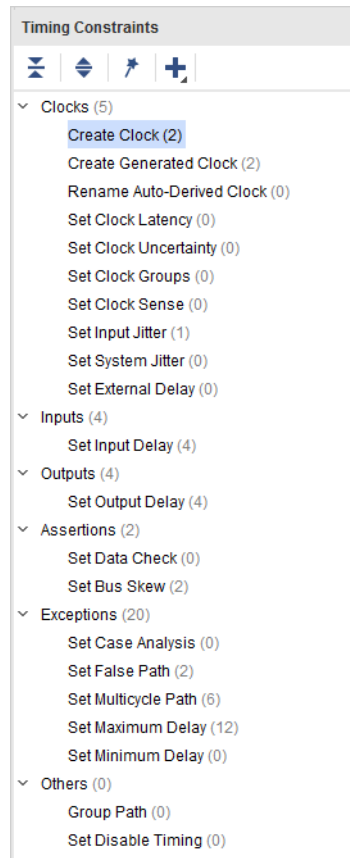 Timing Constraints
Clocks (5)
Create Clock (2)
Create Generated Clock (2)
Rename Auto-Derived Clock (0)
Set Clock Latency (0)
Set Clock Uncertainty (0)
Set Clock Groups (0)
Set Clock Sense (0)
Set Input Jitter (1)
Set System Jitter (0)
Set External Delay (0)
Inputs (4)
Set Input Delay (4)
Outputs (4)
Set Output Delay (4)
Assertions (2)
Set Data Check (0)
Set Bus Skew (2)
Exceptions (20)
Set Case Analysis (0)
Set False Path (2)
Set Multicycle Path (6)
Set Maximum Delay (12)
Set Minimum Delay (0)
Others (0)
Group Path (0)
Set Disable Timing (0)